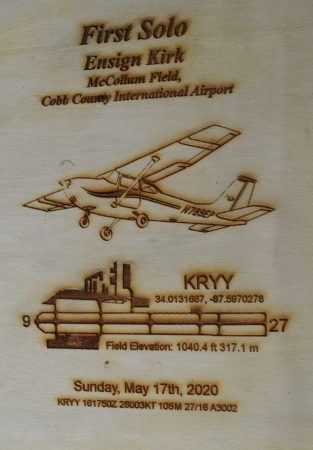 First Solo
Ensign Kirk
McCollum Field,
Cobb County International Airport
N789EP
KRYY
34.0131667, -87.5970278
9
27
Field Elevation: 1040.4 ft 317.1 m
Sunday, May 17th, 2020
KRYY 161750Z 26003KT 10SM 27/16 A3002